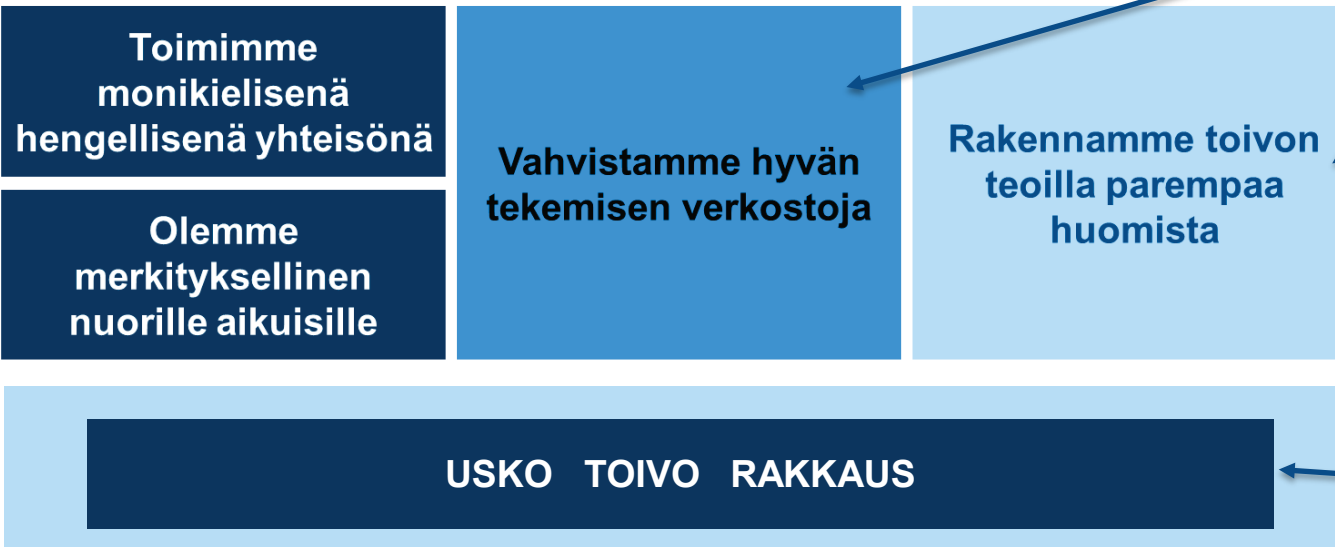 Toimimme
monikielisenä
hengellisenä yhteisönä
Olemme
merkityksellinen
nuorille aikuisille
Vahvistamme hyvän
tekemisen verkostoja
Rakennamme toivon
teoilla parempaa
huomista
USKO TOIVO RAKKAUS